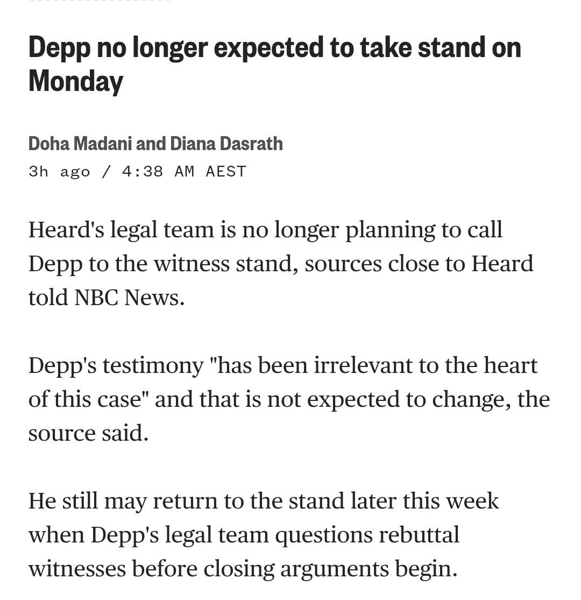 Depp no longer expected to take stand on
Monday
Doha Madani and Diana Dasrath
3h ago / 4:38 AM AEST
Heard's legal team is no longer planning to call
Depp to the witness stand, sources close to Heard
told NBC News.
Depp's testimony "has been irrelevant to the heart
of this case" and that is not expected to change, the
source said.
He still may return to the stand later this week
when Depp's legal team questions rebuttal
witnesses before closing arguments begin.